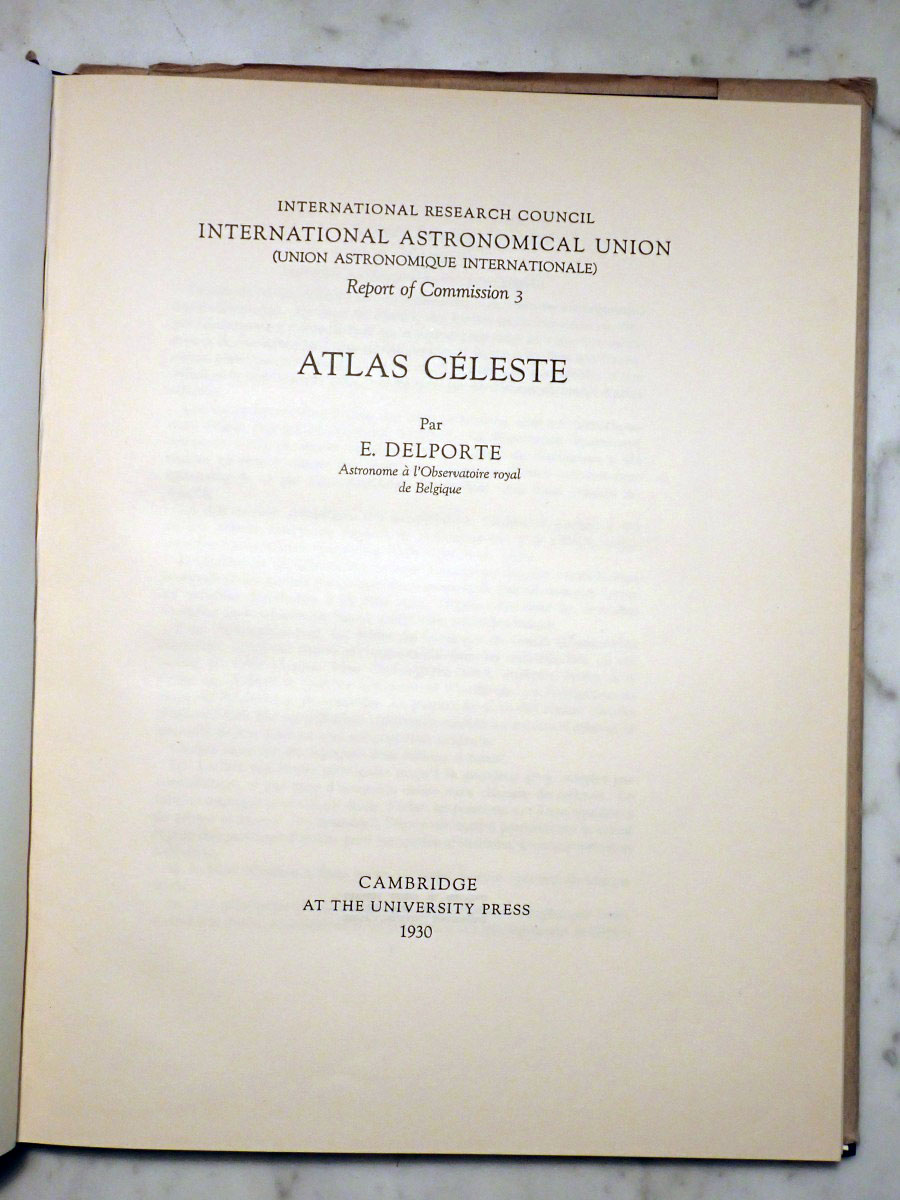 INTERNATIONAL RESEARCH COUNCIL
INTERNATIONAL ASTRONOMICAL UNION
(UNION ASTRONOMIQUE INTERNATIONALE)
Report of Commission 3
ATLAS CÉLESTE
Par
E. DELPORTE
Astronome à l'Observatoire royal
de Belgique
CAMBRIDGE
AT THE UNIVERSITY PRESS
1930